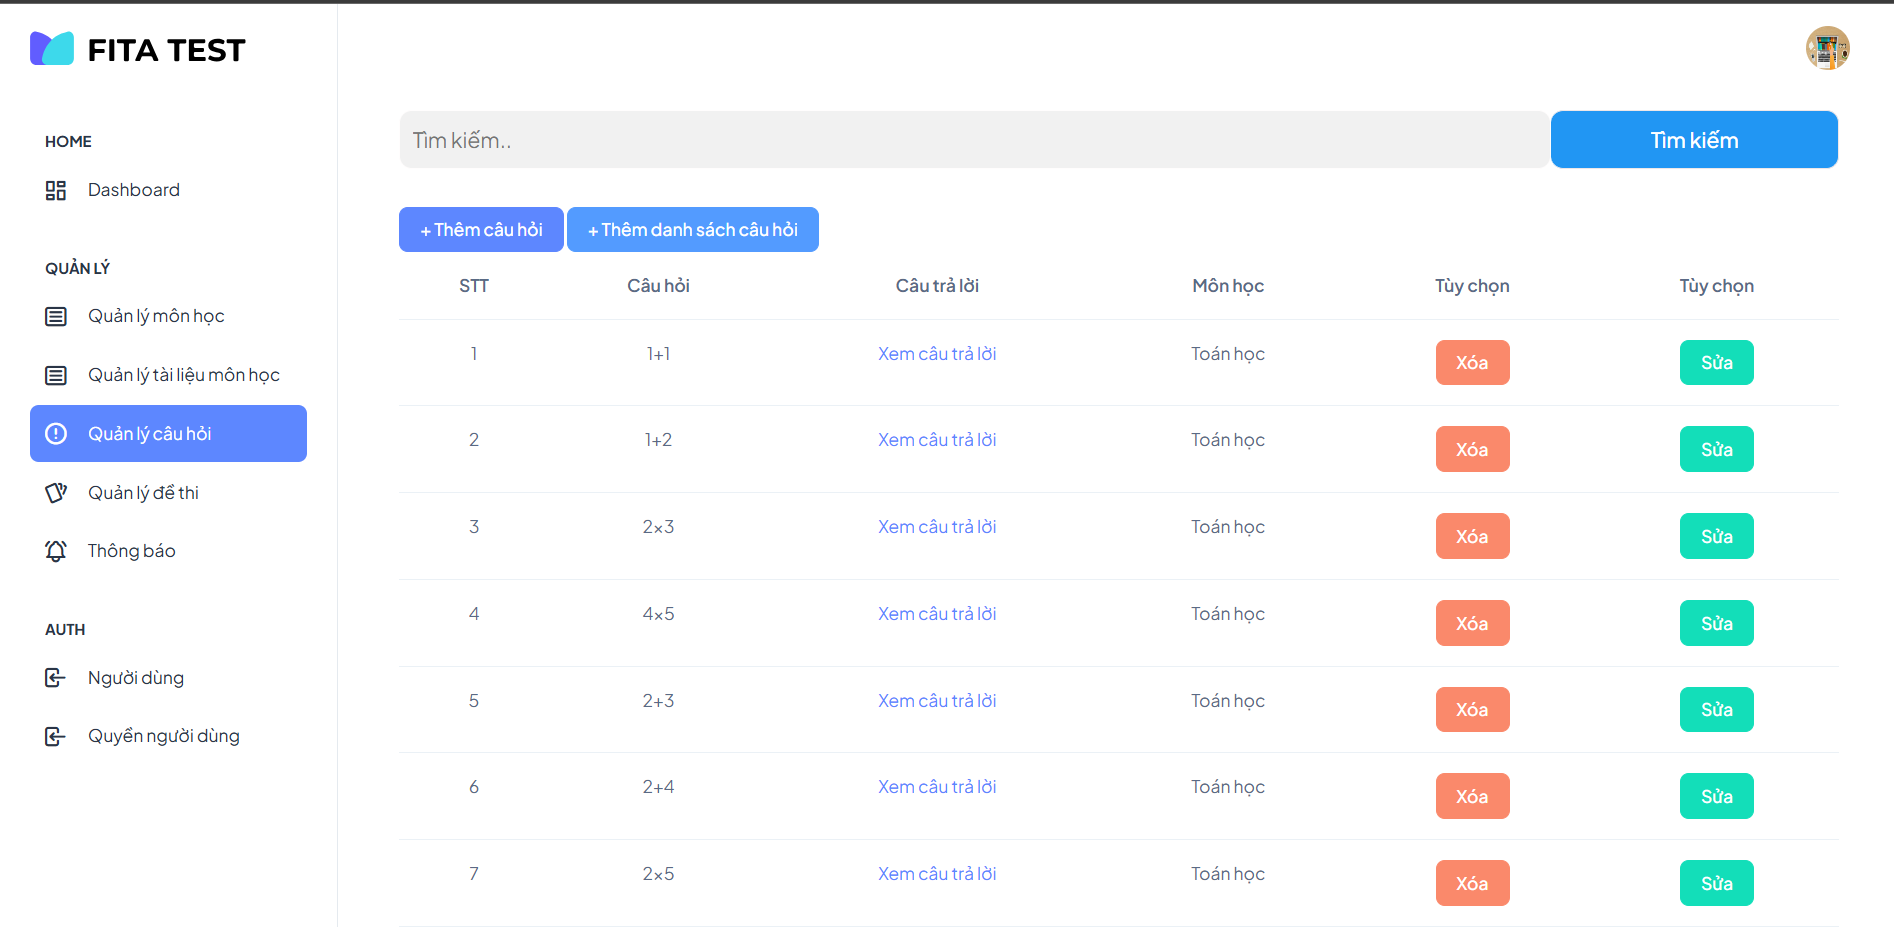 FITA TEST
HOME
Dashboard
QUẢN LÝ
Quản lý môn học
Quản lý tài liệu môn học
Quản lý câu hỏi
Quản lý đề thi
Thông báo
AUTH
Người dùng
Quyền người dùng
Tìm kiếm.. Tìm kiếm
+ Thêm câu hỏi + Thêm danh sách câu hỏi
STT Câu hỏi Câu trả lời Môn học Tùy chọn Tùy chọn
1 1+1 Xem câu trả lời Toán học Xóa Sửa
2 1+2 Xem câu trả lời Toán học Xóa Sửa
3 2×3 Xem câu trả lời Toán học Xóa Sửa
4 4×5 Xem câu trả lời Toán học Xóa Sửa
5 2+3 Xem câu trả lời Toán học Xóa Sửa
6 2+4 Xem câu trả lời Toán học Xóa Sửa
7 2×5 Xem câu trả lời Toán học Xóa Sửa